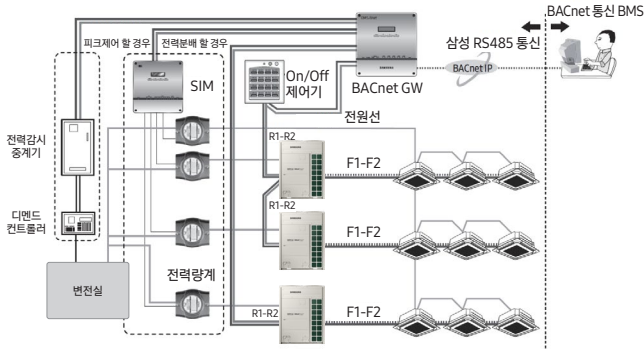 BACnet 통신 BMS
피크제어 할 경우
전력분배 할 경우
삼성 RS485 통신
SIM
On/Off
제어기
BACnet GW
BACnet IP
전원선
전력감시
중계기
R1-R2
F1-F2
디멘드
컨트롤러
R1-R2
F1-F2
변전실
전력량계
R1-R2
F1-F2